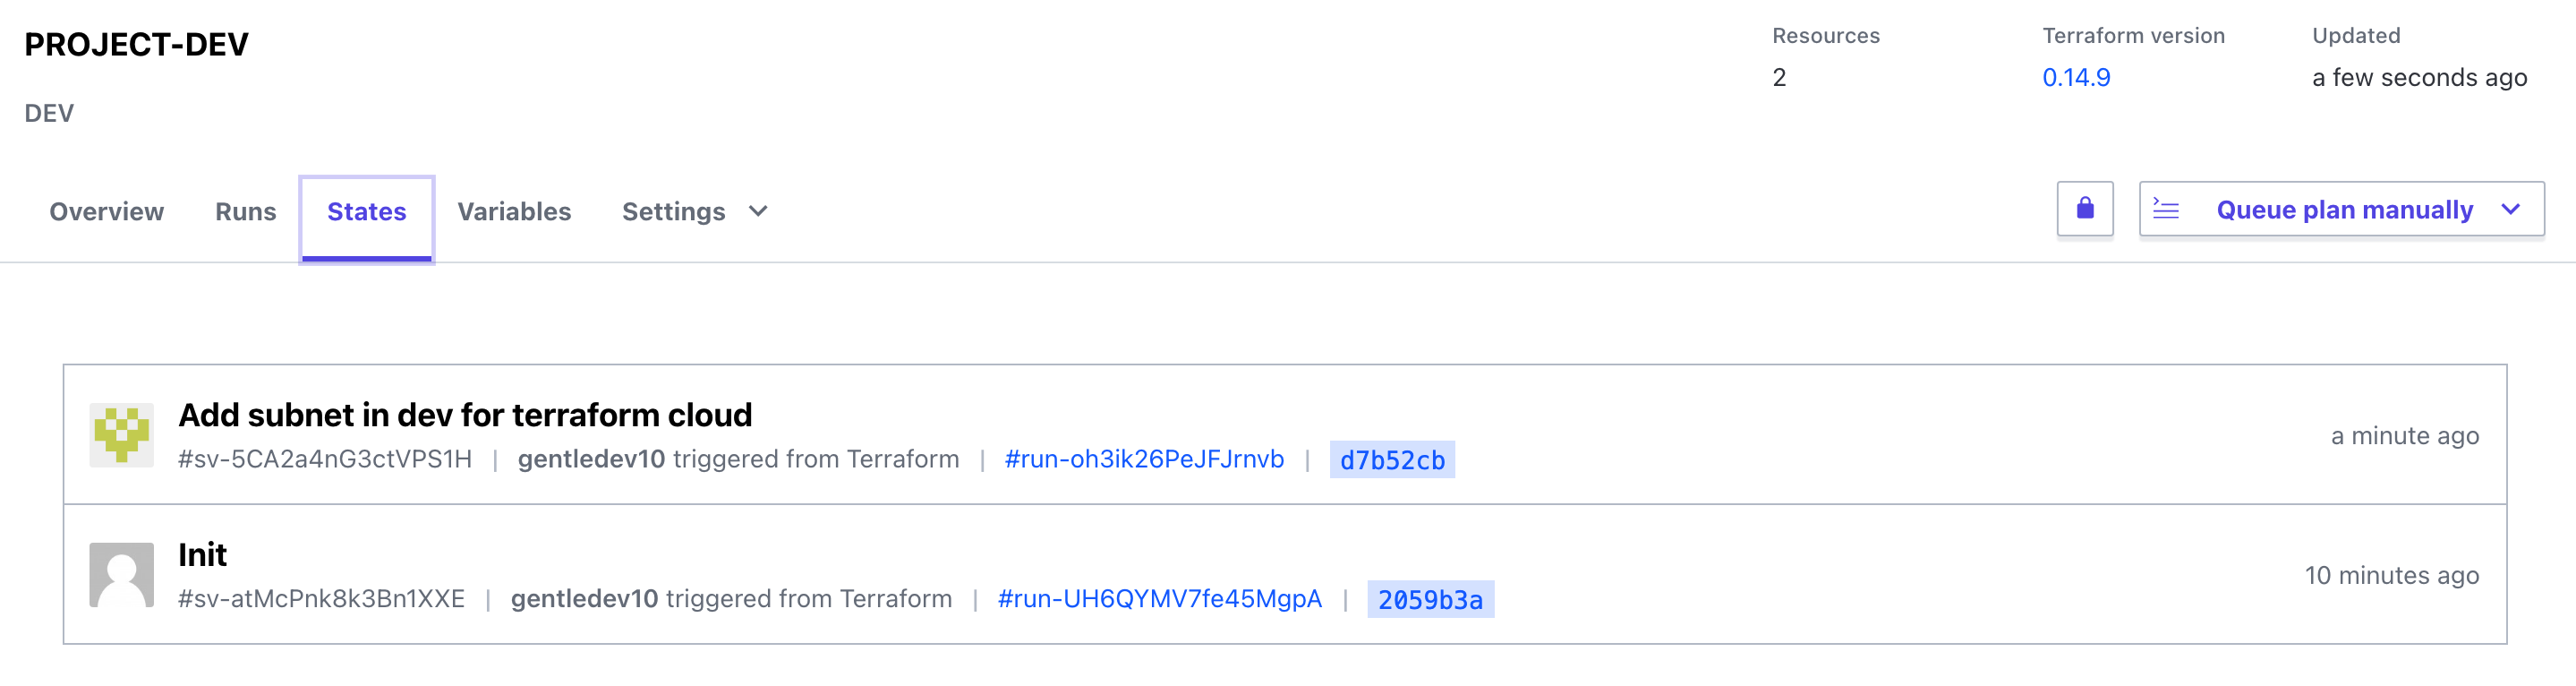 PROJECT-DEV
DEV
Resources
2
Terraform version
0.14.9
Updated
a few seconds ago
Overview Runs States Variables Settings
Queue plan manually
Add subnet in dev for terraform cloud
#sv-5CA2a4nG3ctVPS1H | gentledev10 triggered from Terraform | #run-oh3ik26PeJFJrnvb | d7b52cb
a minute ago
Init
#sv-atMcPnk8k3Bn1XXE | gentledev10 triggered from Terraform | #run-UH6QYMV7fe45MgpA | 2059b3a
10 minutes ago